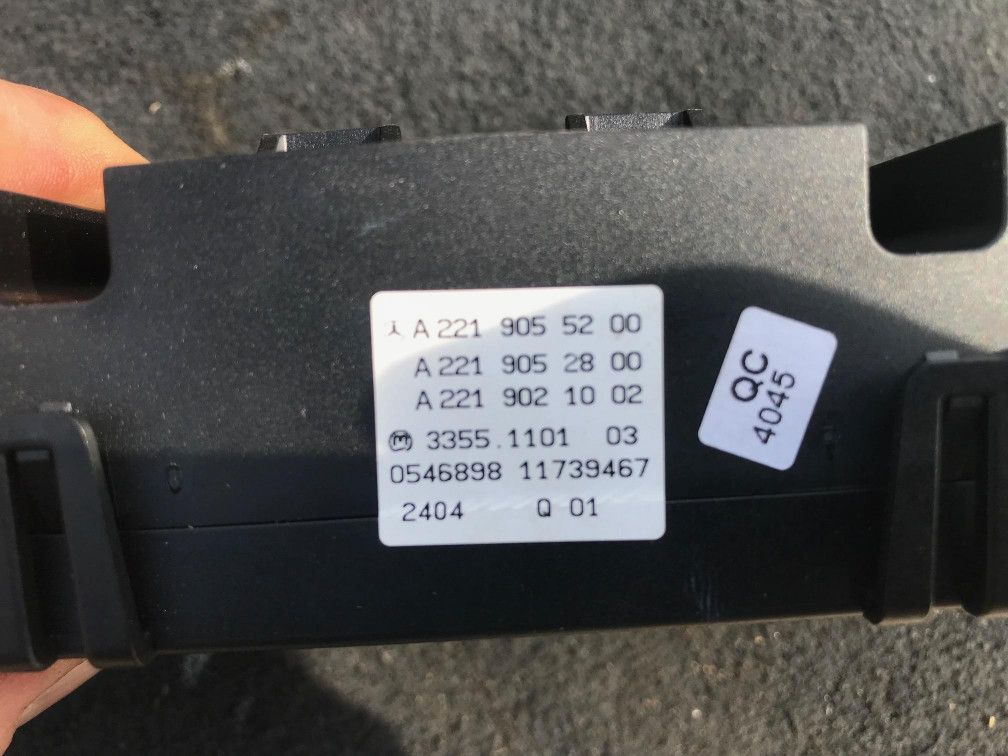 A 221 905 52 00
A 221 905 28 00
A 221 902 10 02
3355.1101 03
0546898 11739467
2404 Q 01
QC
4045